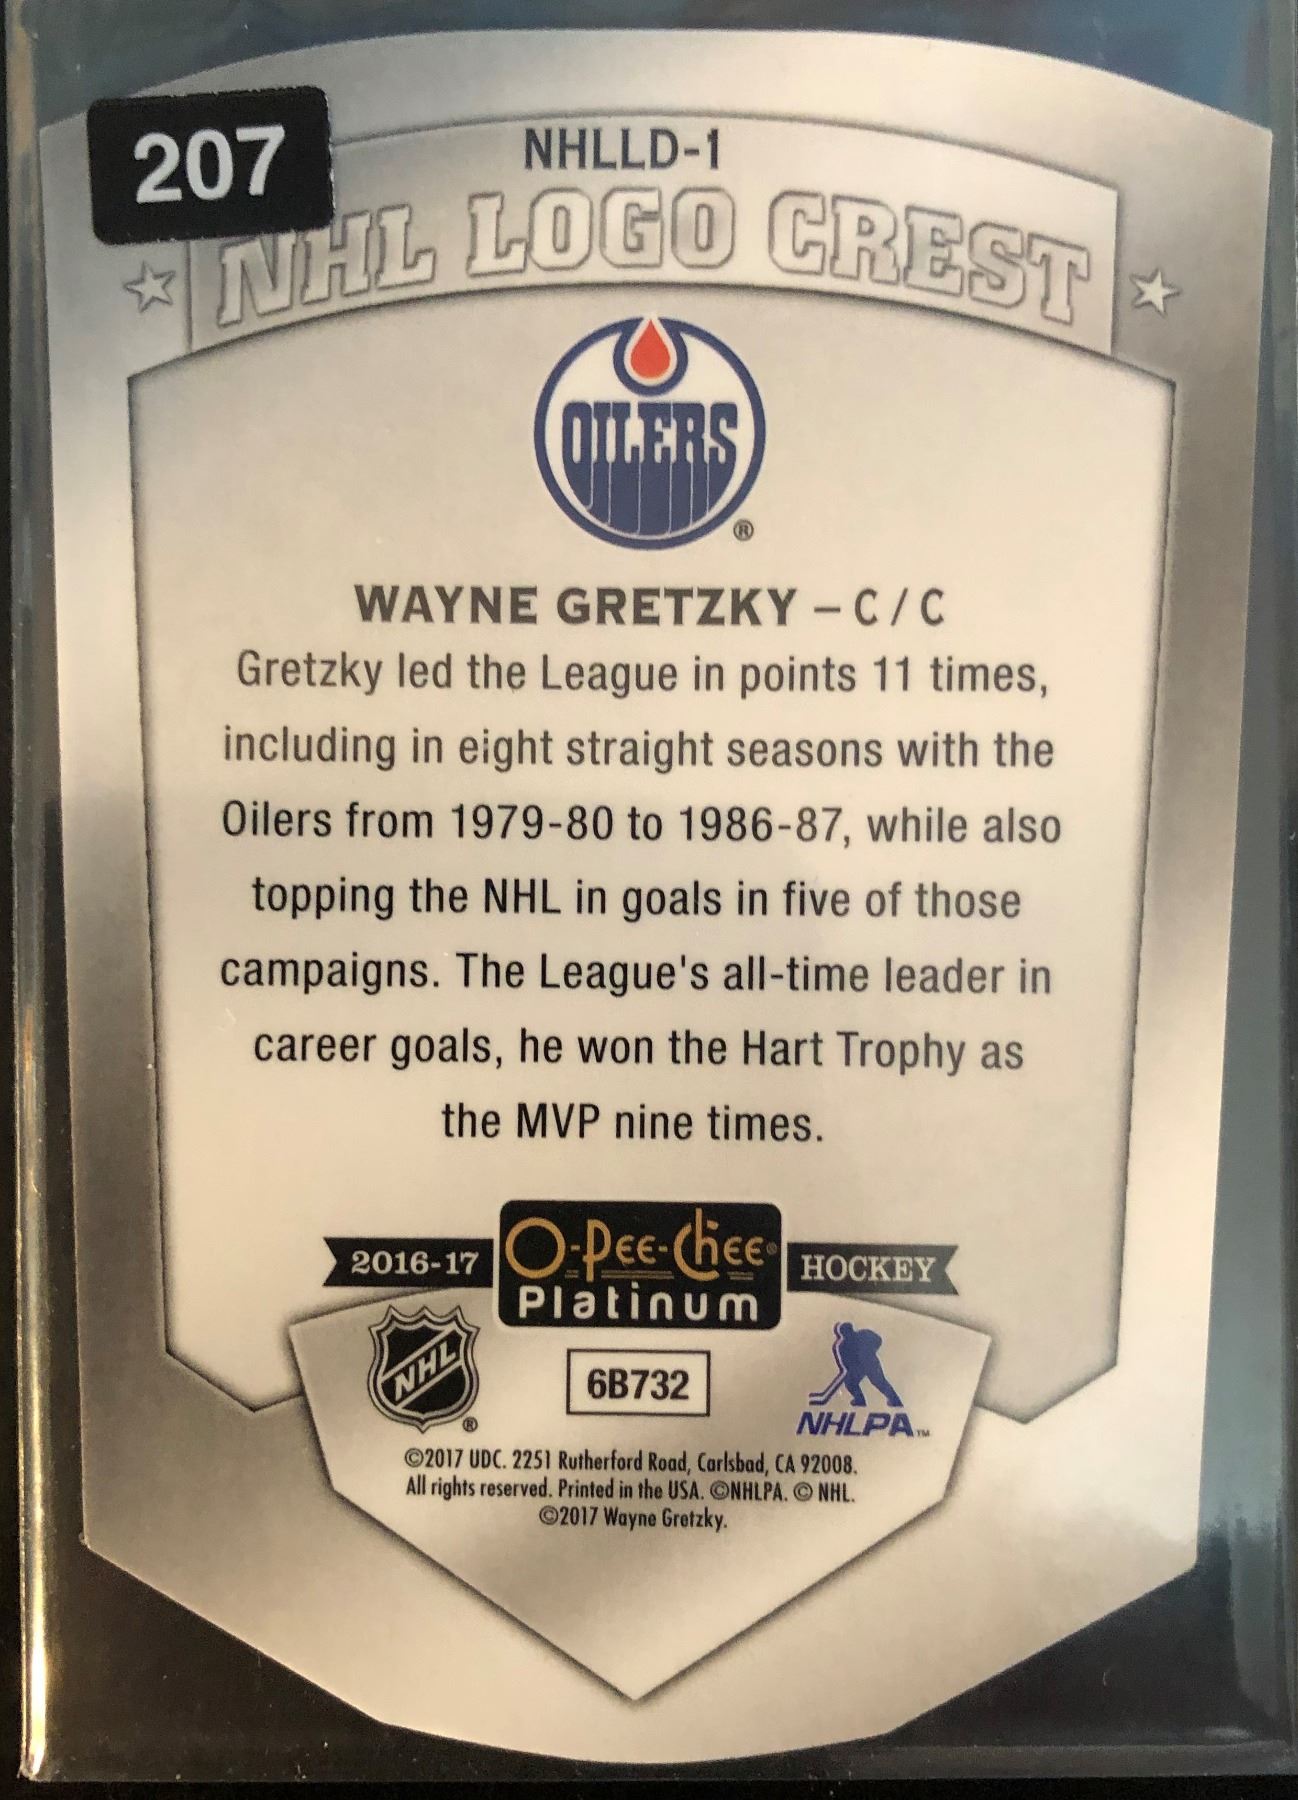 207
NHLLD-1
NHL LOGO CREST
OILERS
®
WAYNE GRETZKY – C / C
Gretzky led the League in points 11 times,
including in eight straight seasons with the
Oilers from 1979-80 to 1986-87, while also
topping the NHL in goals in five of those
campaigns. The League's all-time leader in
career goals, he won the Hart Trophy as
the MVP nine times.
2016-17 O-Pee-Chee® HOCKEY
Platinum
NHL ® 6B732 NHLPA™
©2017 UDC. 2251 Rutherford Road, Carlsbad, CA 92008.
All rights reserved. Printed in the USA. ©NHLPA. © NHL.
©2017 Wayne Gretzky.